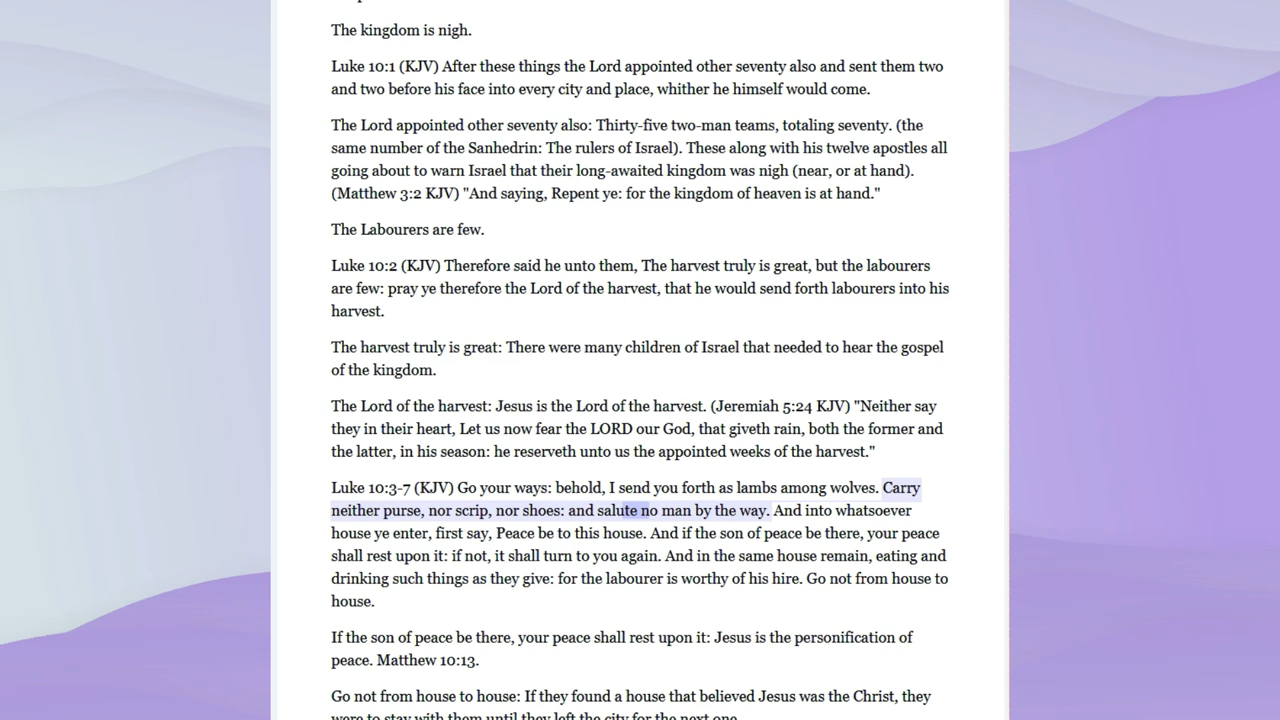 The kingdom is nigh.
Luke 10:1 (KJV) After these things the Lord appointed other seventy also and sent them two
and two before his face into every city and place, whither he himself would come.
The Lord appointed other seventy also: Thirty-five two-man teams, totaling seventy. (the
same number of the Sanhedrin: The rulers of Israel). These along with his twelve apostles all
going about to warn Israel that their long-awaited kingdom was nigh (near, or at hand).
(Matthew 3:2 KJV) "And saying, Repent ye: for the kingdom of heaven is at hand."
The Labourers are few.
Luke 10:2 (KJV) Therefore said he unto them, The harvest truly is great, but the labourers
are few: pray ye therefore the Lord of the harvest, that he would send forth labourers into his
harvest.
The harvest truly is great: There were many children of Israel that needed to hear the gospel
of the kingdom.
The Lord of the harvest: Jesus is the Lord of the harvest. (Jeremiah 5:24 KJV) "Neither say
they in their heart, Let us now fear the LORD our God, that giveth rain, both the former and
the latter, in his season: he reserveth unto us the appointed weeks of the harvest."
Luke 10:3-7 (KJV) Go your ways: behold, I send you forth as lambs among wolves. Carry
neither purse, nor scrip, nor shoes: and salute no man by the way. And into whatsoever
house ye enter, first say, Peace be to this house. And if the son of peace be there, your peace
shall rest upon it: if not, it shall turn to you again. And in the same house remain, eating and
drinking such things as they give: for the labourer is worthy of his hire. Go not from house to
house.
If the son of peace be there, your peace shall rest upon it: Jesus is the personification of
peace. Matthew 10:13.
Go not from house to house: If they found a house that believed Jesus was the Christ, they
were to stay with them until they left the city for the next one.